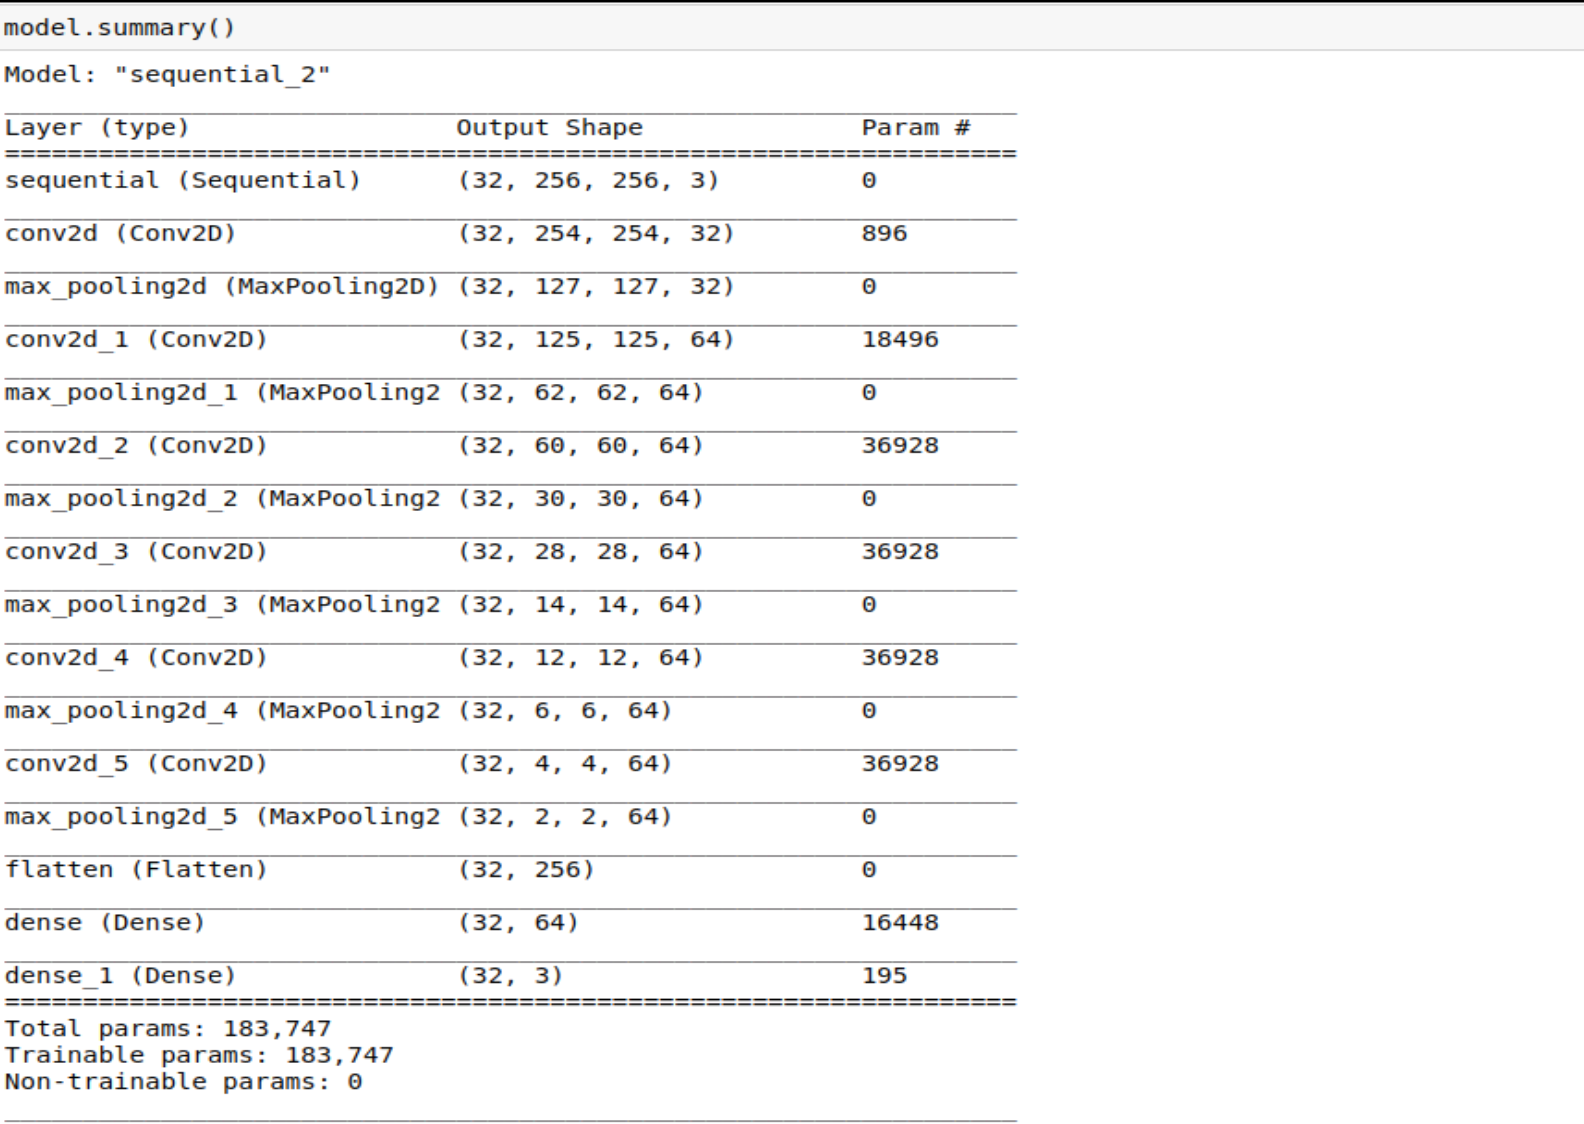 model.summary()
Model: "sequential_2"
Layer (type) Output Shape Param #
=================================================================
sequential (Sequential) (32, 256, 256, 3) 0
conv2d (Conv2D) (32, 254, 254, 32) 896
max_pooling2d (MaxPooling2D) (32, 127, 127, 32) 0
conv2d_1 (Conv2D) (32, 125, 125, 64) 18496
max_pooling2d_1 (MaxPooling2 (32, 62, 62, 64) 0
conv2d_2 (Conv2D) (32, 60, 60, 64) 36928
max_pooling2d_2 (MaxPooling2 (32, 30, 30, 64) 0
conv2d_3 (Conv2D) (32, 28, 28, 64) 36928
max_pooling2d_3 (MaxPooling2 (32, 14, 14, 64) 0
conv2d_4 (Conv2D) (32, 12, 12, 64) 36928
max_pooling2d_4 (MaxPooling2 (32, 6, 6, 64) 0
conv2d_5 (Conv2D) (32, 4, 4, 64) 36928
max_pooling2d_5 (MaxPooling2 (32, 2, 2, 64) 0
flatten (Flatten) (32, 256) 0
dense (Dense) (32, 64) 16448
dense_1 (Dense) (32, 3) 195
=================================================================
Total params: 183,747
Trainable params: 183,747
Non-trainable params: 0